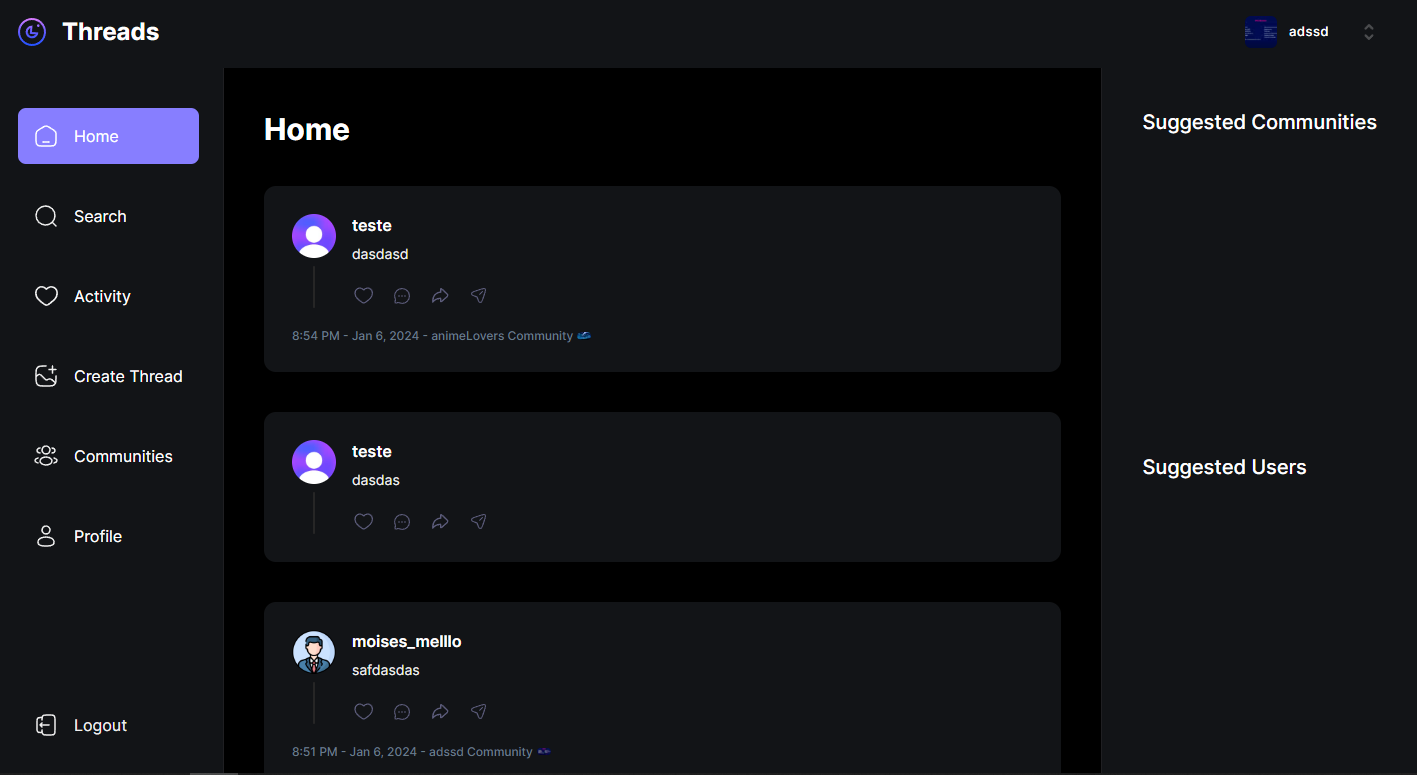 Threads
adssd
Home
Search
Activity
Create Thread
Communities
Profile
Logout
Home
teste
dasdasd
8:54 PM - Jan 6, 2024 - animeLovers Community
teste
dasdas
moises_melllo
safdasdas
8:51 PM - Jan 6, 2024 - adssd Community
Suggested Communities
Suggested Users